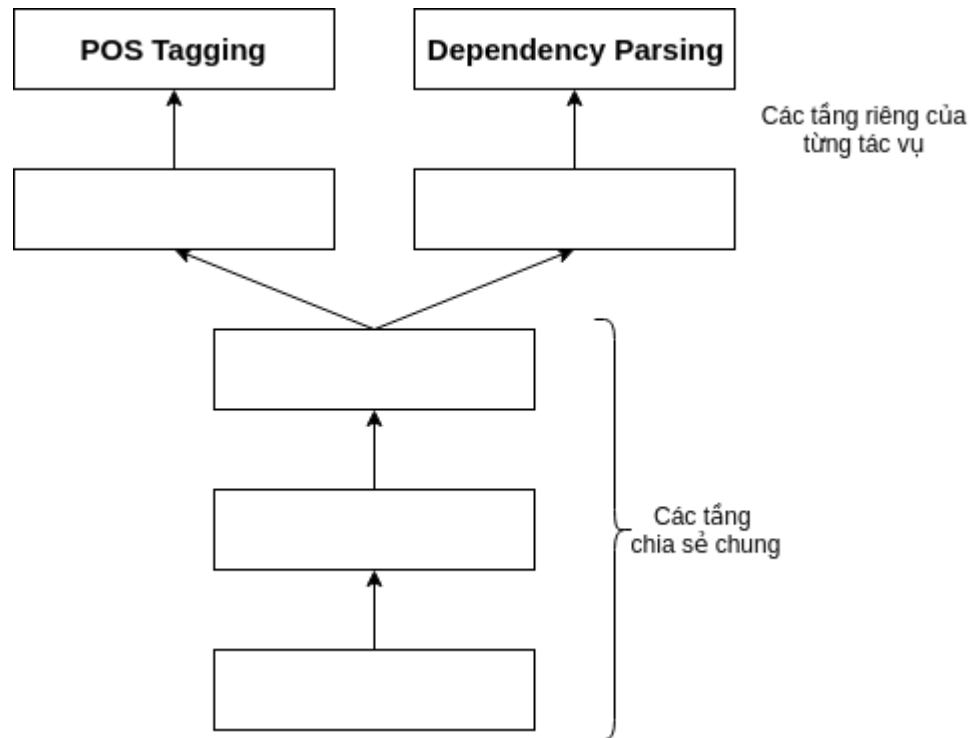 POS Tagging
Dependency Parsing
Các tầng riêng của
từng tác vụ
Các tầng
chia sẻ chung